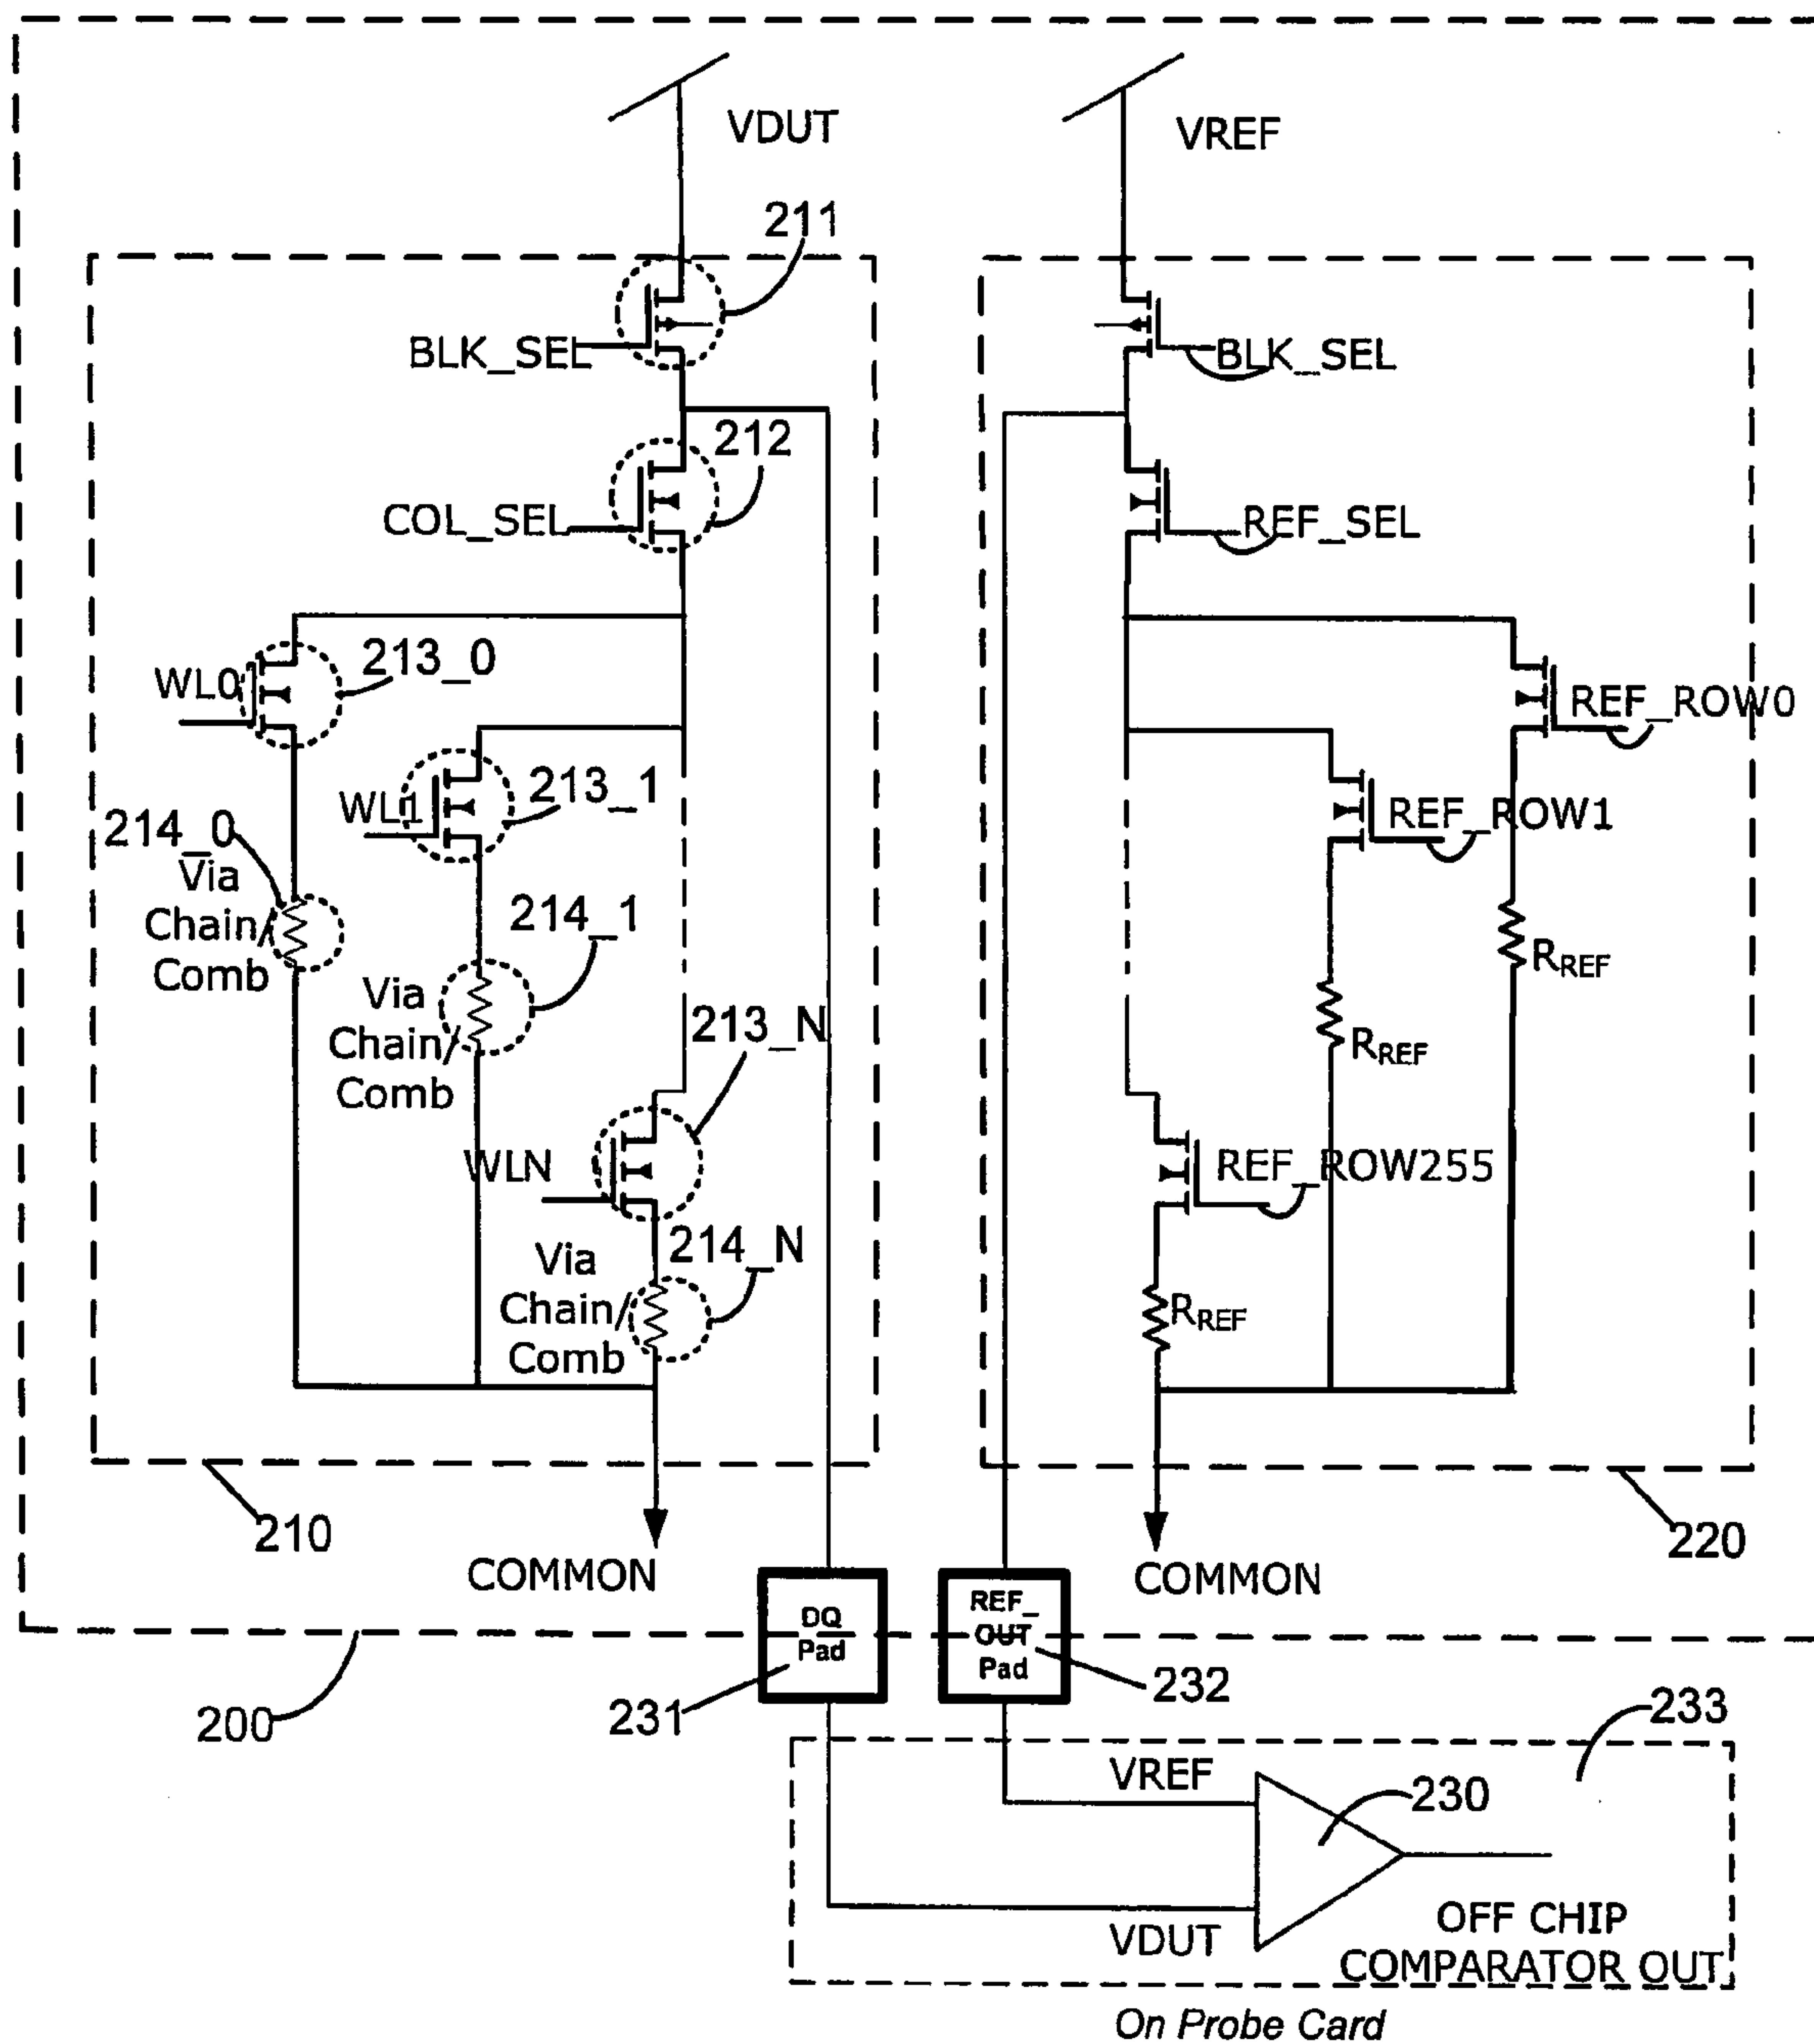 VDUT
VREF
211
BLK_SEL
BLK_SEL
212
COL_SEL
REF_SEL
213_0
WL0
REF_ROW0
213_1
WL1
REF_ROW1
214_0
Via
Chain/
Comb
214_1
Via
Chain/
Comb
RREF
RREF
213_N
WLN
REF_ROW255
214_N
Via
Chain/
Comb
RREF
210
220
COMMON
COMMON
DQ
Pad
REF_
OUT
Pad
200
231
232
233
VREF
230
VDUT
OFF CHIP
COMPARATOR OUT
On Probe Card